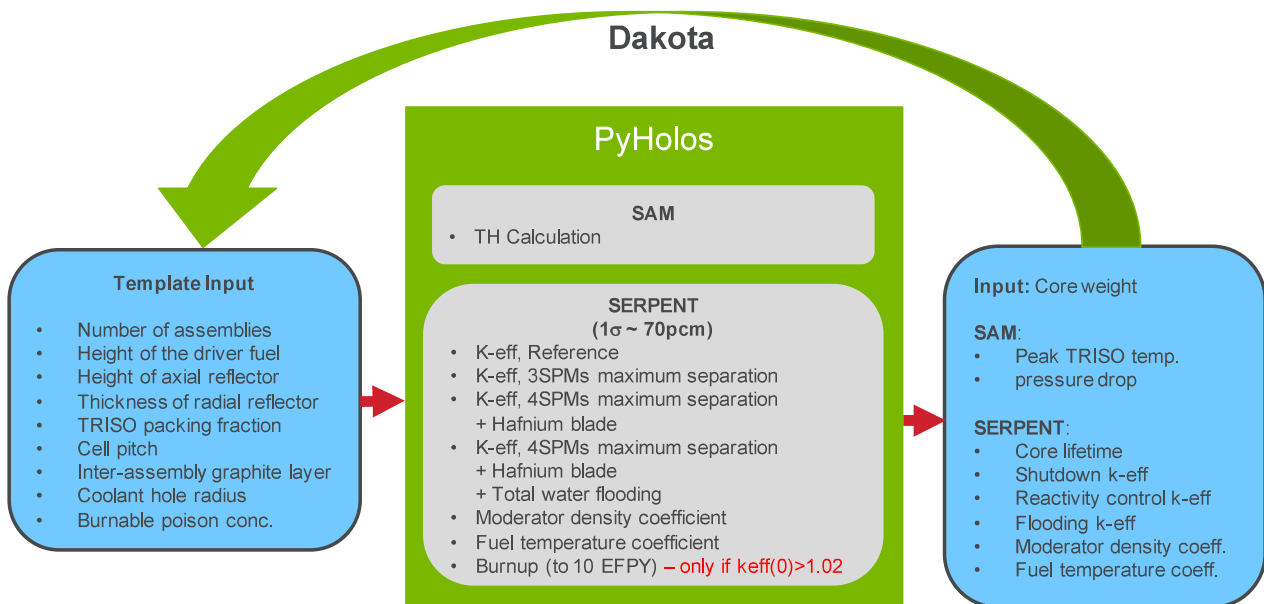 Dakota
PyHolos
SAM
• TH Calculation
SERPENT
(1σ ~ 70pcm)
• K-eff, Reference
• K-eff, 3SPMs maximum separation
• K-eff, 4SPMs maximum separation
+ Hafnium blade
• K-eff, 4SPMs maximum separation
+ Hafnium blade
+ Total water flooding
• Moderator density coefficient
• Fuel temperature coefficient
• Burnup (to 10 EFPY) – only if keff(0)>1.02
Template Input
• Number of assemblies
• Height of the driver fuel
• Height of axial reflector
• Thickness of radial reflector
• TRISO packing fraction
• Cell pitch
• Inter-assembly graphite layer
• Coolant hole radius
• Burnable poison conc.
Input: Core weight
SAM:
• Peak TRISO temp.
• pressure drop
SERPENT:
• Core lifetime
• Shutdown k-eff
• Reactivity control k-eff
• Flooding k-eff
• Moderator density coeff.
• Fuel temperature coeff.